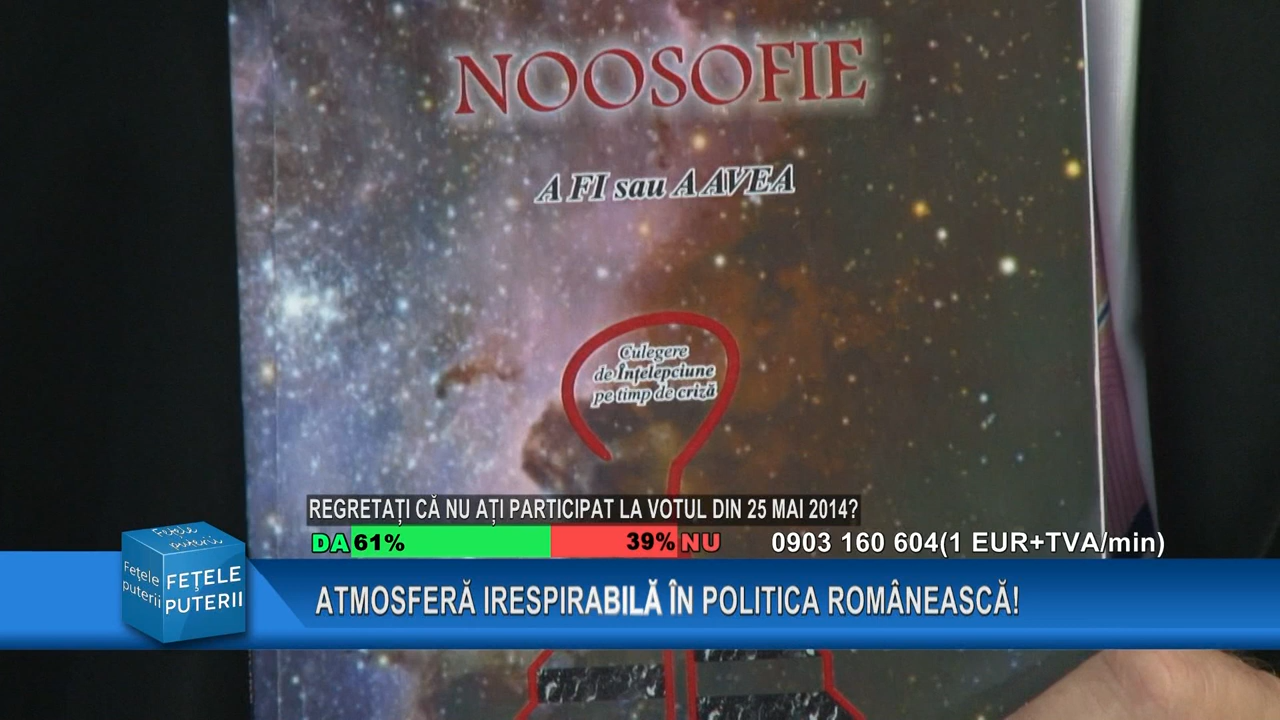 NOOSOFIE
A FI sau A AVEA
Culegere
de Înțelepciune
pe timp de criză
REGRETAȚI CĂ NU AȚI PARTICIPAT LA VOTUL DIN 25 MAI 2014?
DA 61% 39% NU 0903 160 604(1 EUR+TVA/min)
Fețele
puterii
Fețele
puterii
FEȚELE
PUTERII
ATMOSFERĂ IRESPIRABILĂ ÎN POLITICA ROMÂNEASCĂ!